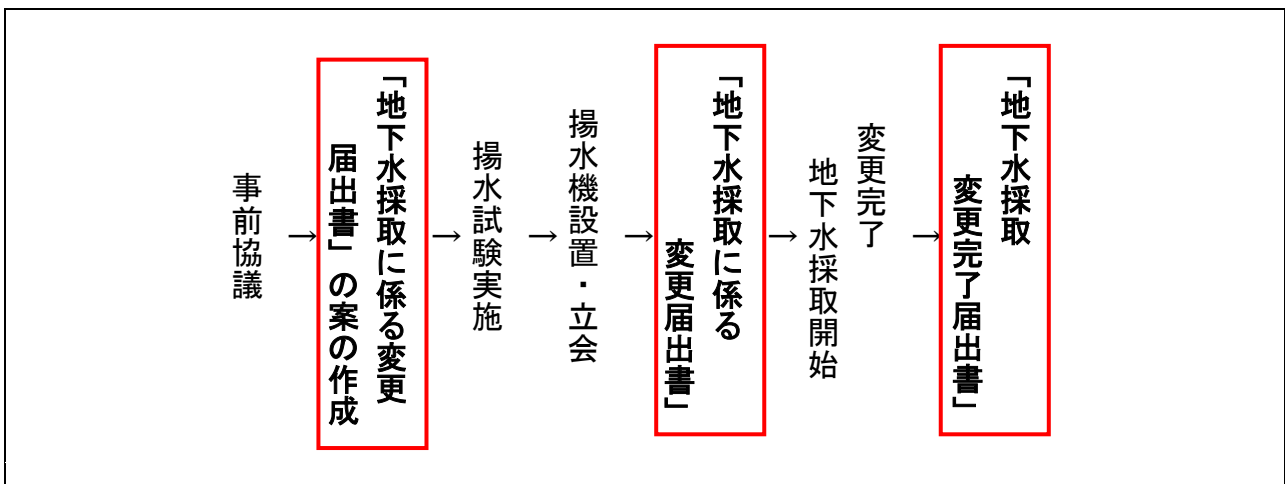 事前協議
→
「地下水採取に係る変更
届出書」の案の作成
→
揚水試験実施
→
揚水機設置・立会
→
「地下水採取に係る
変更届出書」
→
変更完了
地下水採取開始
→
「地下水採取
変更完了届出書」